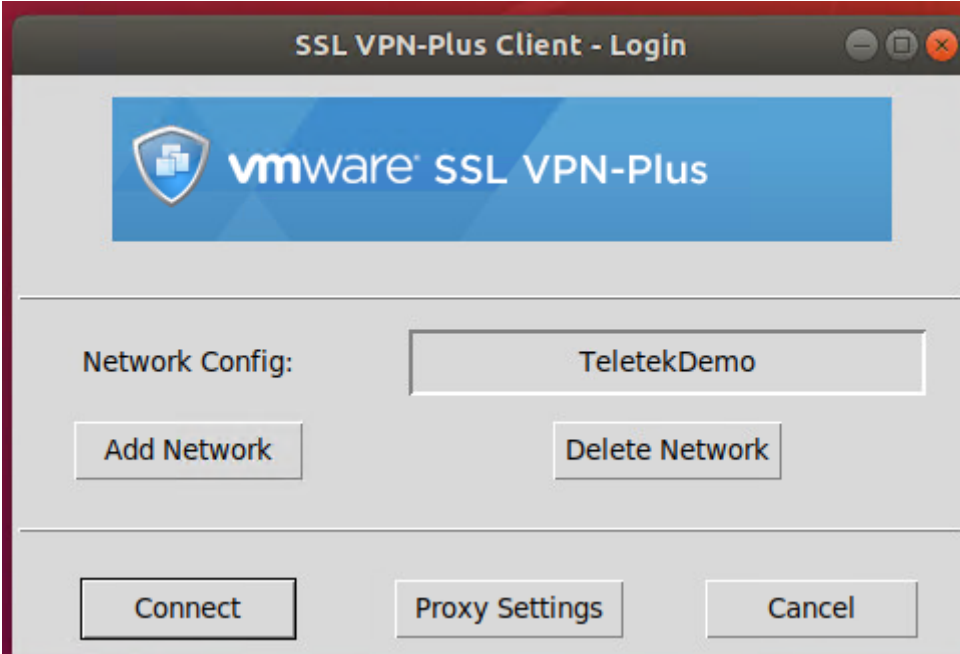 SSL VPN-Plus Client - Login
vmware SSL VPN-Plus
Network Config: TeletekDemo
Add Network Delete Network
Connect Proxy Settings Cancel